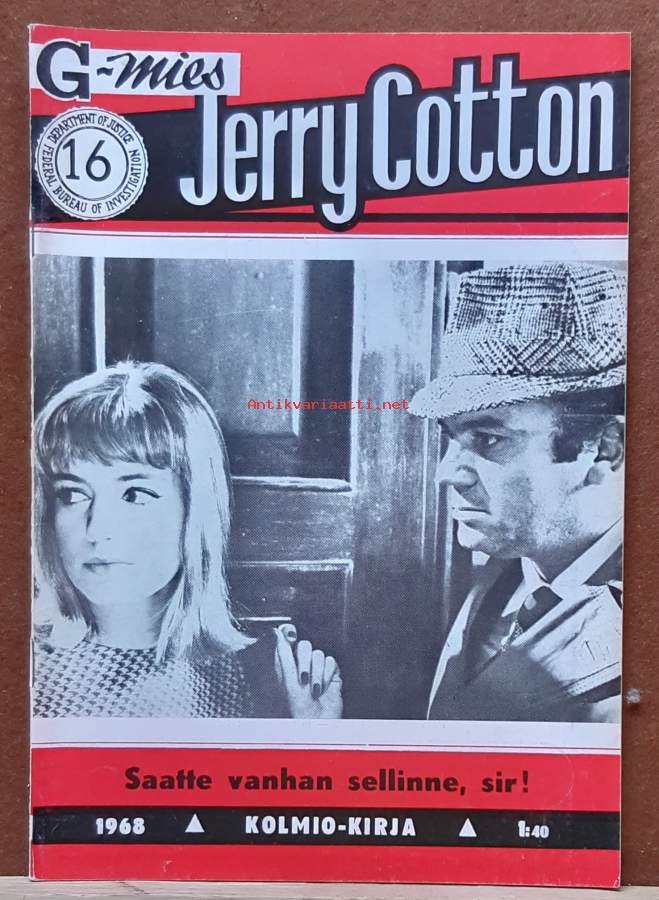 G-mies
Jerry Cotton
DEPARTMENT OF JUSTICE
16
FEDERAL BUREAU OF INVESTIGATION
Antikvariaatti.net
Saatte vanhan sellinne, sir!
1968 ▲ KOLMIO-KIRJA ▲ 1:40